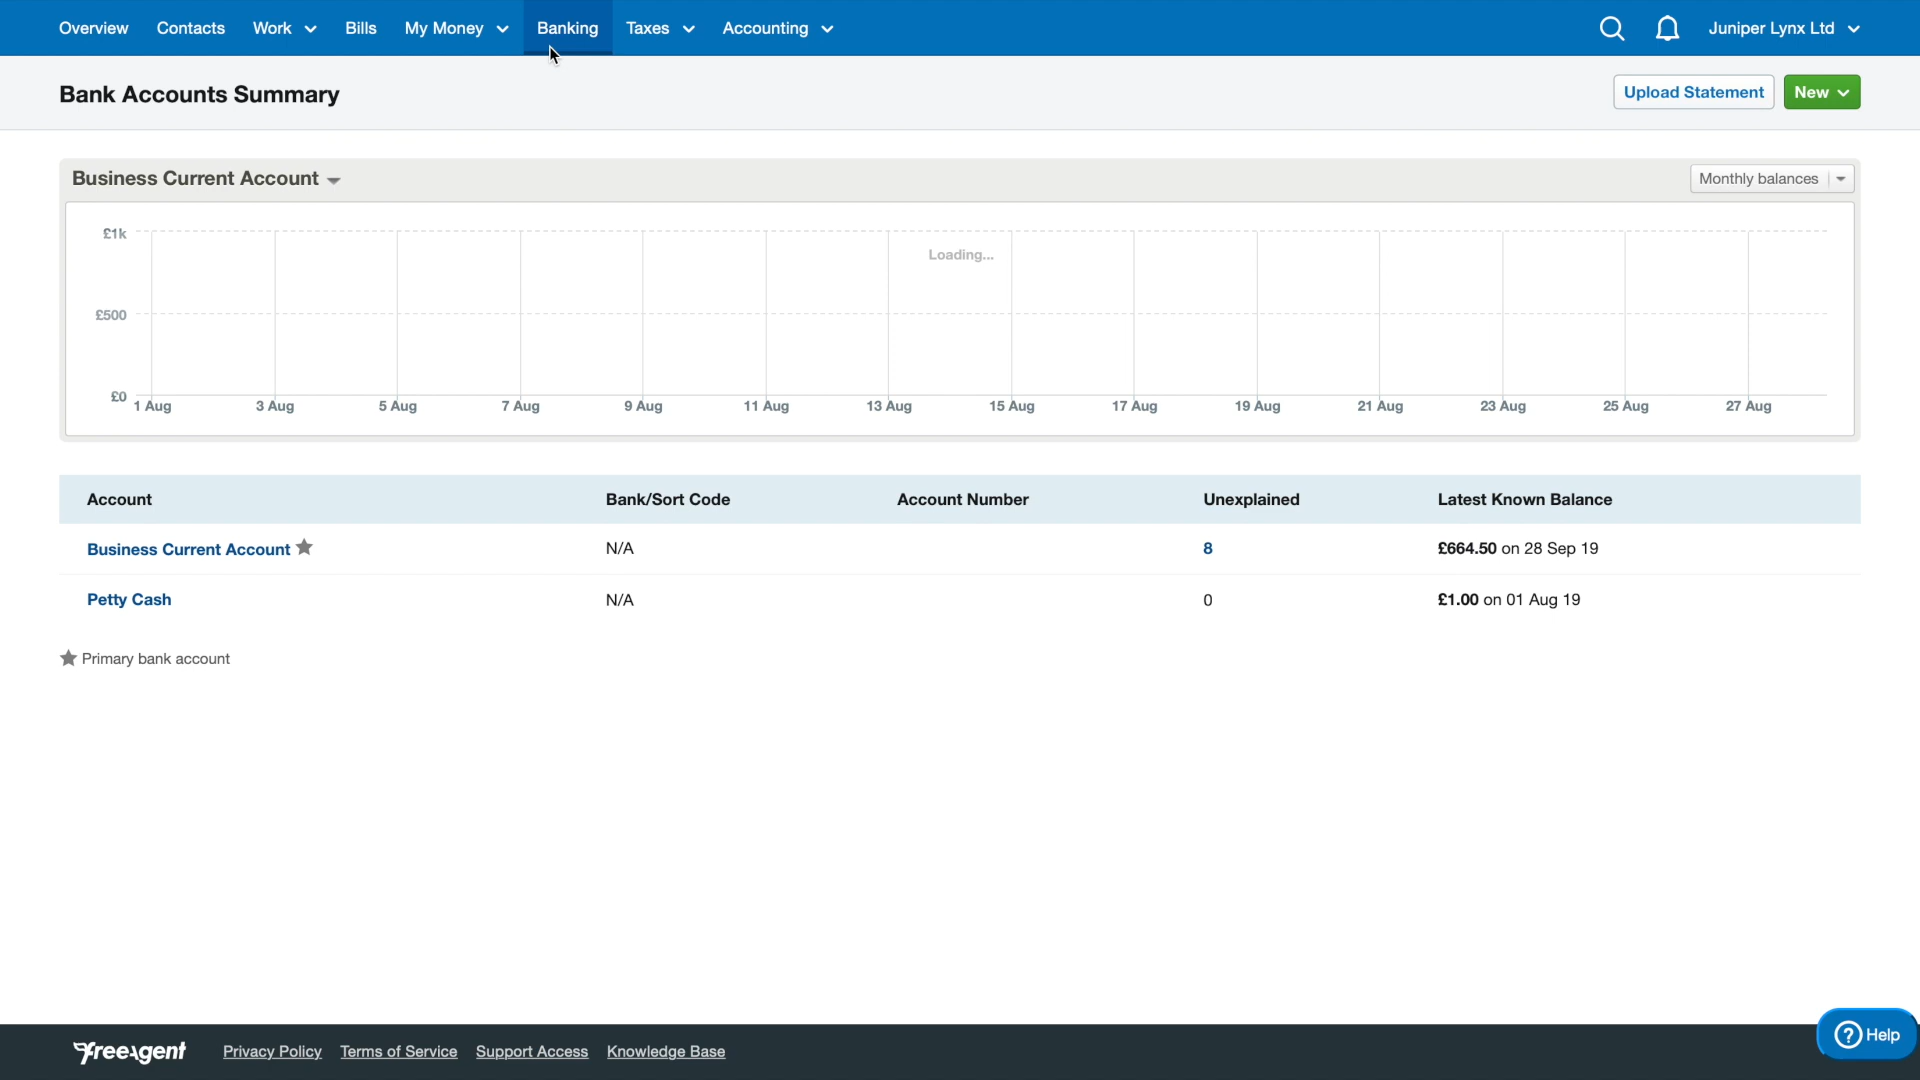 Overview Contacts Work Bills My Money Banking Taxes Accounting Juniper Lynx Ltd
Bank Accounts Summary Upload Statement New
Business Current Account Monthly balances
£1k
Loading...
£500
£0
1 Aug 3 Aug 5 Aug 7 Aug 9 Aug 11 Aug 13 Aug 15 Aug 17 Aug 19 Aug 21 Aug 23 Aug 25 Aug 27 Aug
Account Bank/Sort Code Account Number Unexplained Latest Known Balance
Business Current Account N/A 8 £664.50 on 28 Sep 19
Petty Cash N/A 0 £1.00 on 01 Aug 19
Primary bank account
freeagent Privacy Policy Terms of Service Support Access Knowledge Base
? Help